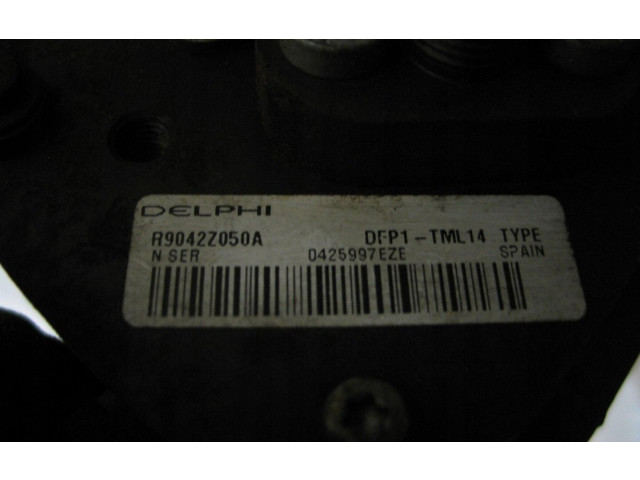 DELPHI
R9042Z050A DFP1-TML14 TYPE
N SER 0425997EZE SPAIN